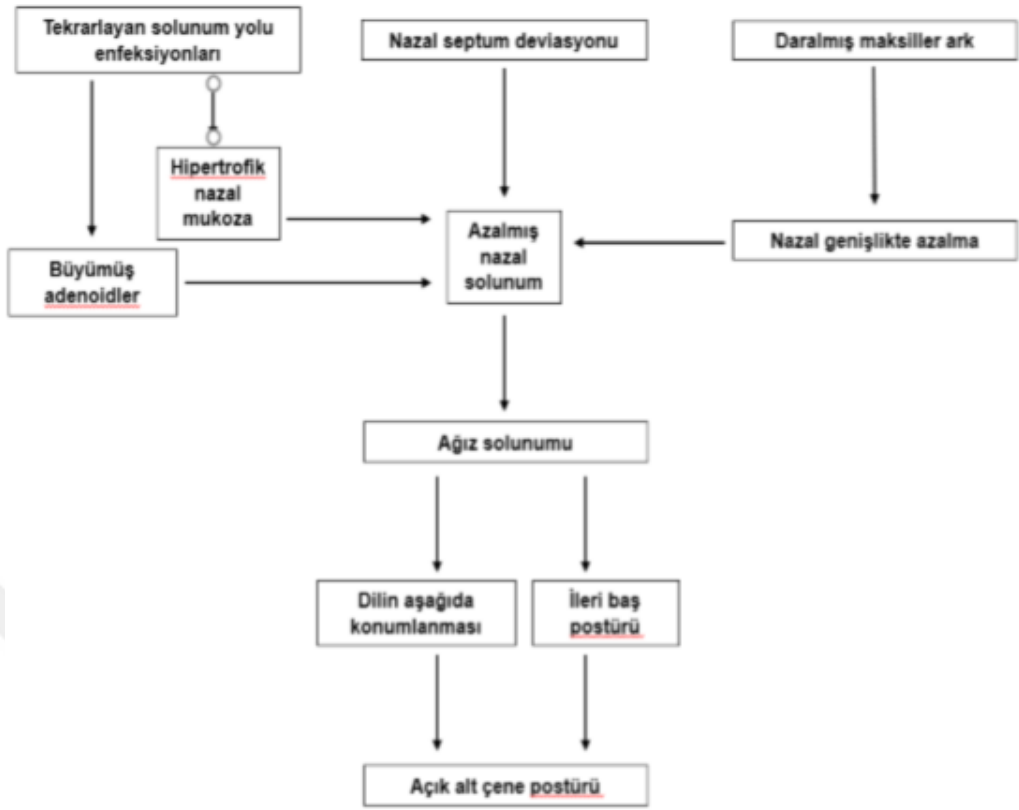 Tekrarlayan solunum yolu
enfeksiyonları
Nazal septum deviasyonu
Daralmış maksiller ark
Hipertrofik
nazal
mukoza
Azalmış
nazal
solunum
Nazal genişlikte azalma
Büyümüş
adenoidler
Ağız solunumu
Dilin aşağıda
konumlanması
İleri baş
postürü
Açık alt çene postürü